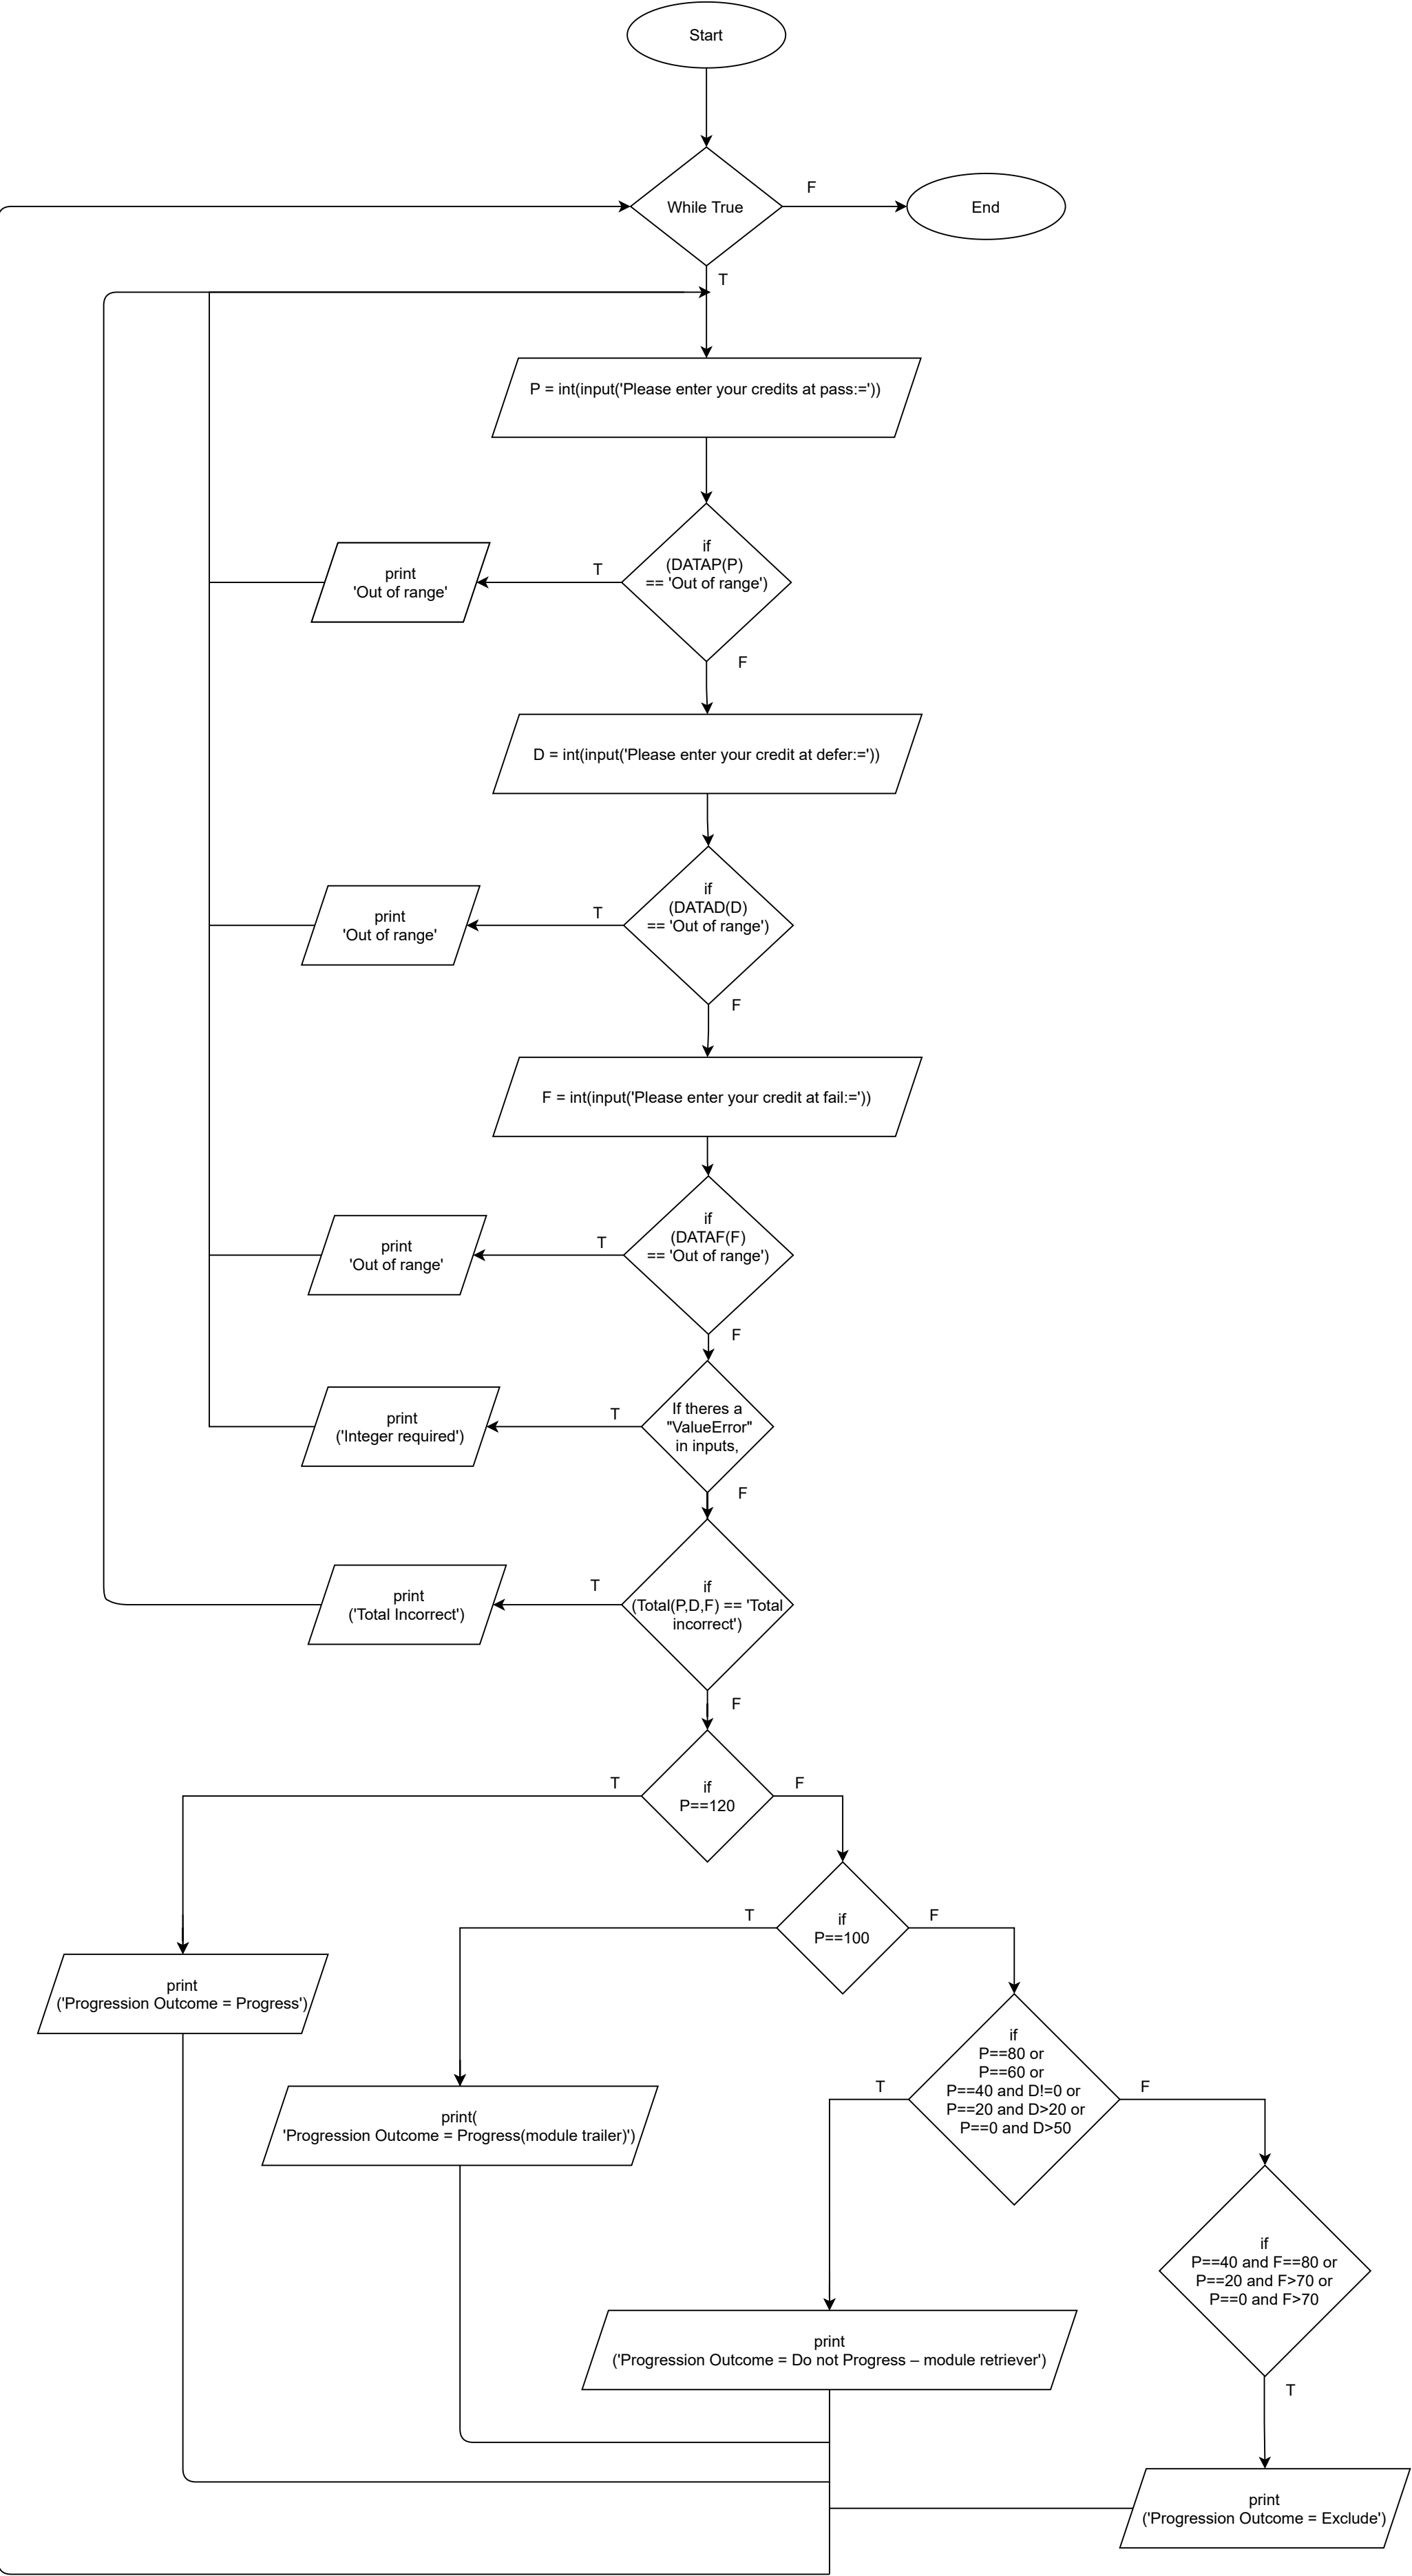 Start
While True
F
End
T
P = int(input('Please enter your credits at pass:='))
if
(DATAP(P)
== 'Out of range')
T
print
'Out of range'
F
D = int(input('Please enter your credit at defer:='))
if
(DATAD(D)
== 'Out of range')
T
print
'Out of range'
F
F = int(input('Please enter your credit at fail:='))
if
(DATAF(F)
== 'Out of range')
T
print
'Out of range'
F
If theres a
"ValueError"
in inputs,
T
print
('Integer required')
F
if
(Total(P,D,F) == 'Total
incorrect')
T
print
('Total Incorrect')
F
if
P==120
T
F
print
('Progression Outcome = Progress')
if
P==100
T
F
print(
'Progression Outcome = Progress(module trailer)')
if
P==80 or
P==60 or
P==40 and D!=0 or
P==20 and D>20 or
P==0 and D>50
T
F
print
('Progression Outcome = Do not Progress – module retriever')
if
P==40 and F==80 or
P==20 and F>70 or
P==0 and F>70
T
print
('Progression Outcome = Exclude')